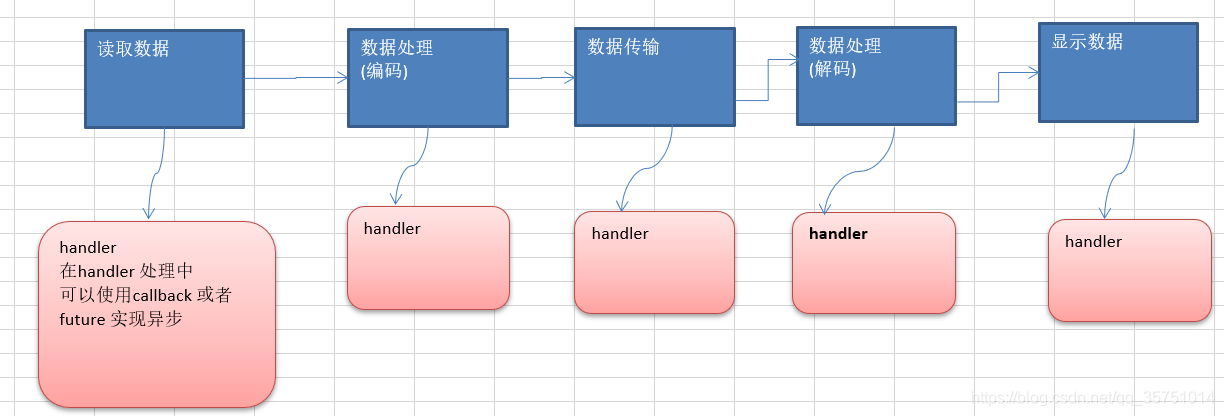 读取数据
数据处理
(编码)
数据传输
数据处理
(解码)
显示数据
handler
在handler 处理中
可以使用callback 或者
future 实现异步
handler
handler
handler
handler
https://blog.csdn.net/qq_35751014